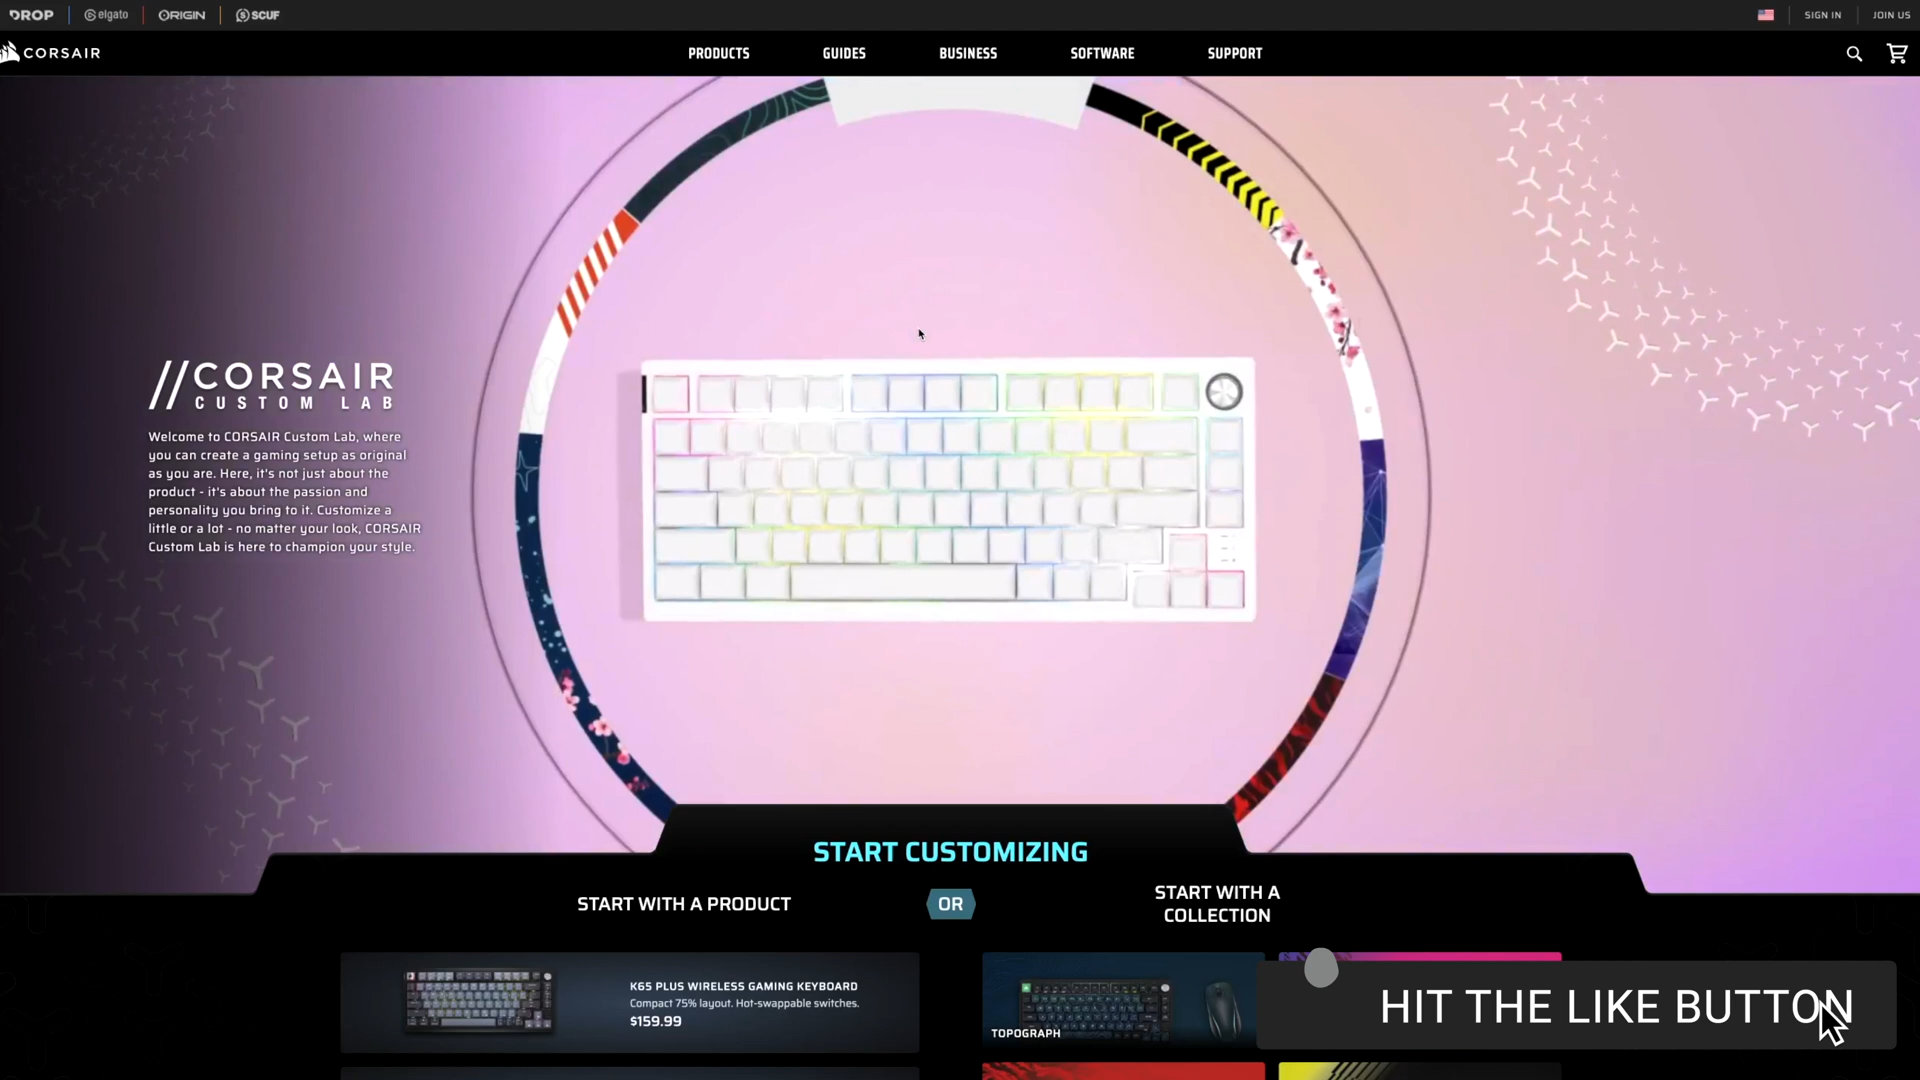 DROP
elgato
ORIGIN
SCUF
SIGN IN
JOIN US
CORSAIR
PRODUCTS
GUIDES
BUSINESS
SOFTWARE
SUPPORT
//CORSAIR
CUSTOM LAB
Welcome to CORSAIR Custom Lab, where
you can create a gaming setup as original
as you are. Here, it's not just about the
product - it's about the passion and
personality you bring to it. Customize a
little or a lot - no matter your look, CORSAIR
Custom Lab is here to champion your style.
START CUSTOMIZING
START WITH A PRODUCT
OR
START WITH A
COLLECTION
K65 PLUS WIRELESS GAMING KEYBOARD
Compact 75% layout. Hot-swappable switches.
$159.99
TOPOGRAPH
HIT THE LIKE BUTTON